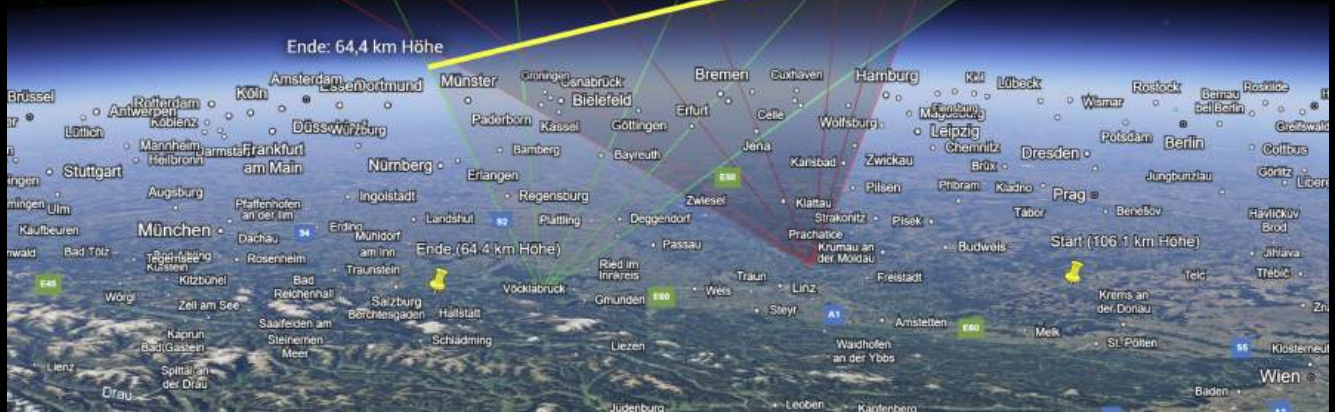 Ende: 64,4 km Höhe
Brüssel
Antwerpen
Rotterdam
Koblenz
Lüttich
Amsterdam
Essen
Dortmund
Köln
Düsseldorf
Würzburg
Münster
Groningen
Osnabrück
Bielefeld
Paderborn
Kassel
Göttingen
Bremen
Cuxhaven
Hamburg
Erfurt
Celle
Wolfsburg
Kiel
Lübeck
Flensburg
Magdeburg
Leipzig
Chemnitz
Wismar
Rostock
Bernau
bei Berlin
Roskilde
Greifswald
Potsdam
Berlin
Cottbus
Mannheim
Heilbronn
Darmstadt
Frankfurt
am Main
Stuttgart
Nürnberg
Bamberg
Bayreuth
Jena
Karlsbad
Zwickau
Brüx
Dresden
Görlitz
Jungbunzlau
Erlangen
Regensburg
Zwiesel
E50
Klattau
Pilsen
Pribram
Kladno
Prag
Ulm
Augsburg
Pfaffenhofen
an der Ilm
Ingolstadt
Landshut
92
Plattling
Deggendorf
Strakonitz
Pisek
Tábor
Benešov
Havlíčkův
Brod
Kaufbeuren
München
Dachau
94
Erding
Mühldorf
am Inn
Ende (64.4 km Höhe)
Passau
Prachatice
Krumau an
der Moldau
Budweis
Start (106.1 km Höhe)
Jihlava
Bad Tölz
Tegernsee
Kufstein
Rosenheim
Traunstein
Ried im
Innkreis
Traun
Linz
Freistadt
Telc
Třebíč
E45
Wörgl
Kitzbühel
Bad
Reichenhall
Salzburg
Berchtesgaden
Hallstatt
Vöcklabruck
Gmunden
E60
Wels
Steyr
A1
Amstetten
E60
Krems an
der Donau
Zell am See
Saalfelden am
Steinernen
Meer
Schladming
Liezen
Waidhofen
an der Ybbs
Melk
St. Pölten
S5
Klosterneu
Kaprun
Bad Gastein
Lienz
Spittal an
der Drau
Drau
Wien
Baden
Judenburg
Leoben
Kapfenberg